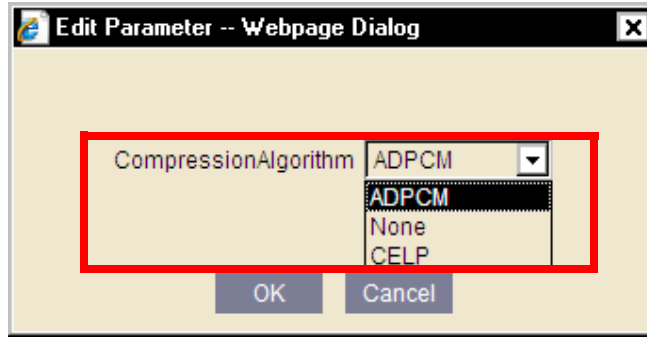 Edit Parameter -- Webpage Dialog
CompressionAlgorithm ADPCM
ADPCM
None
CELP
OK Cancel